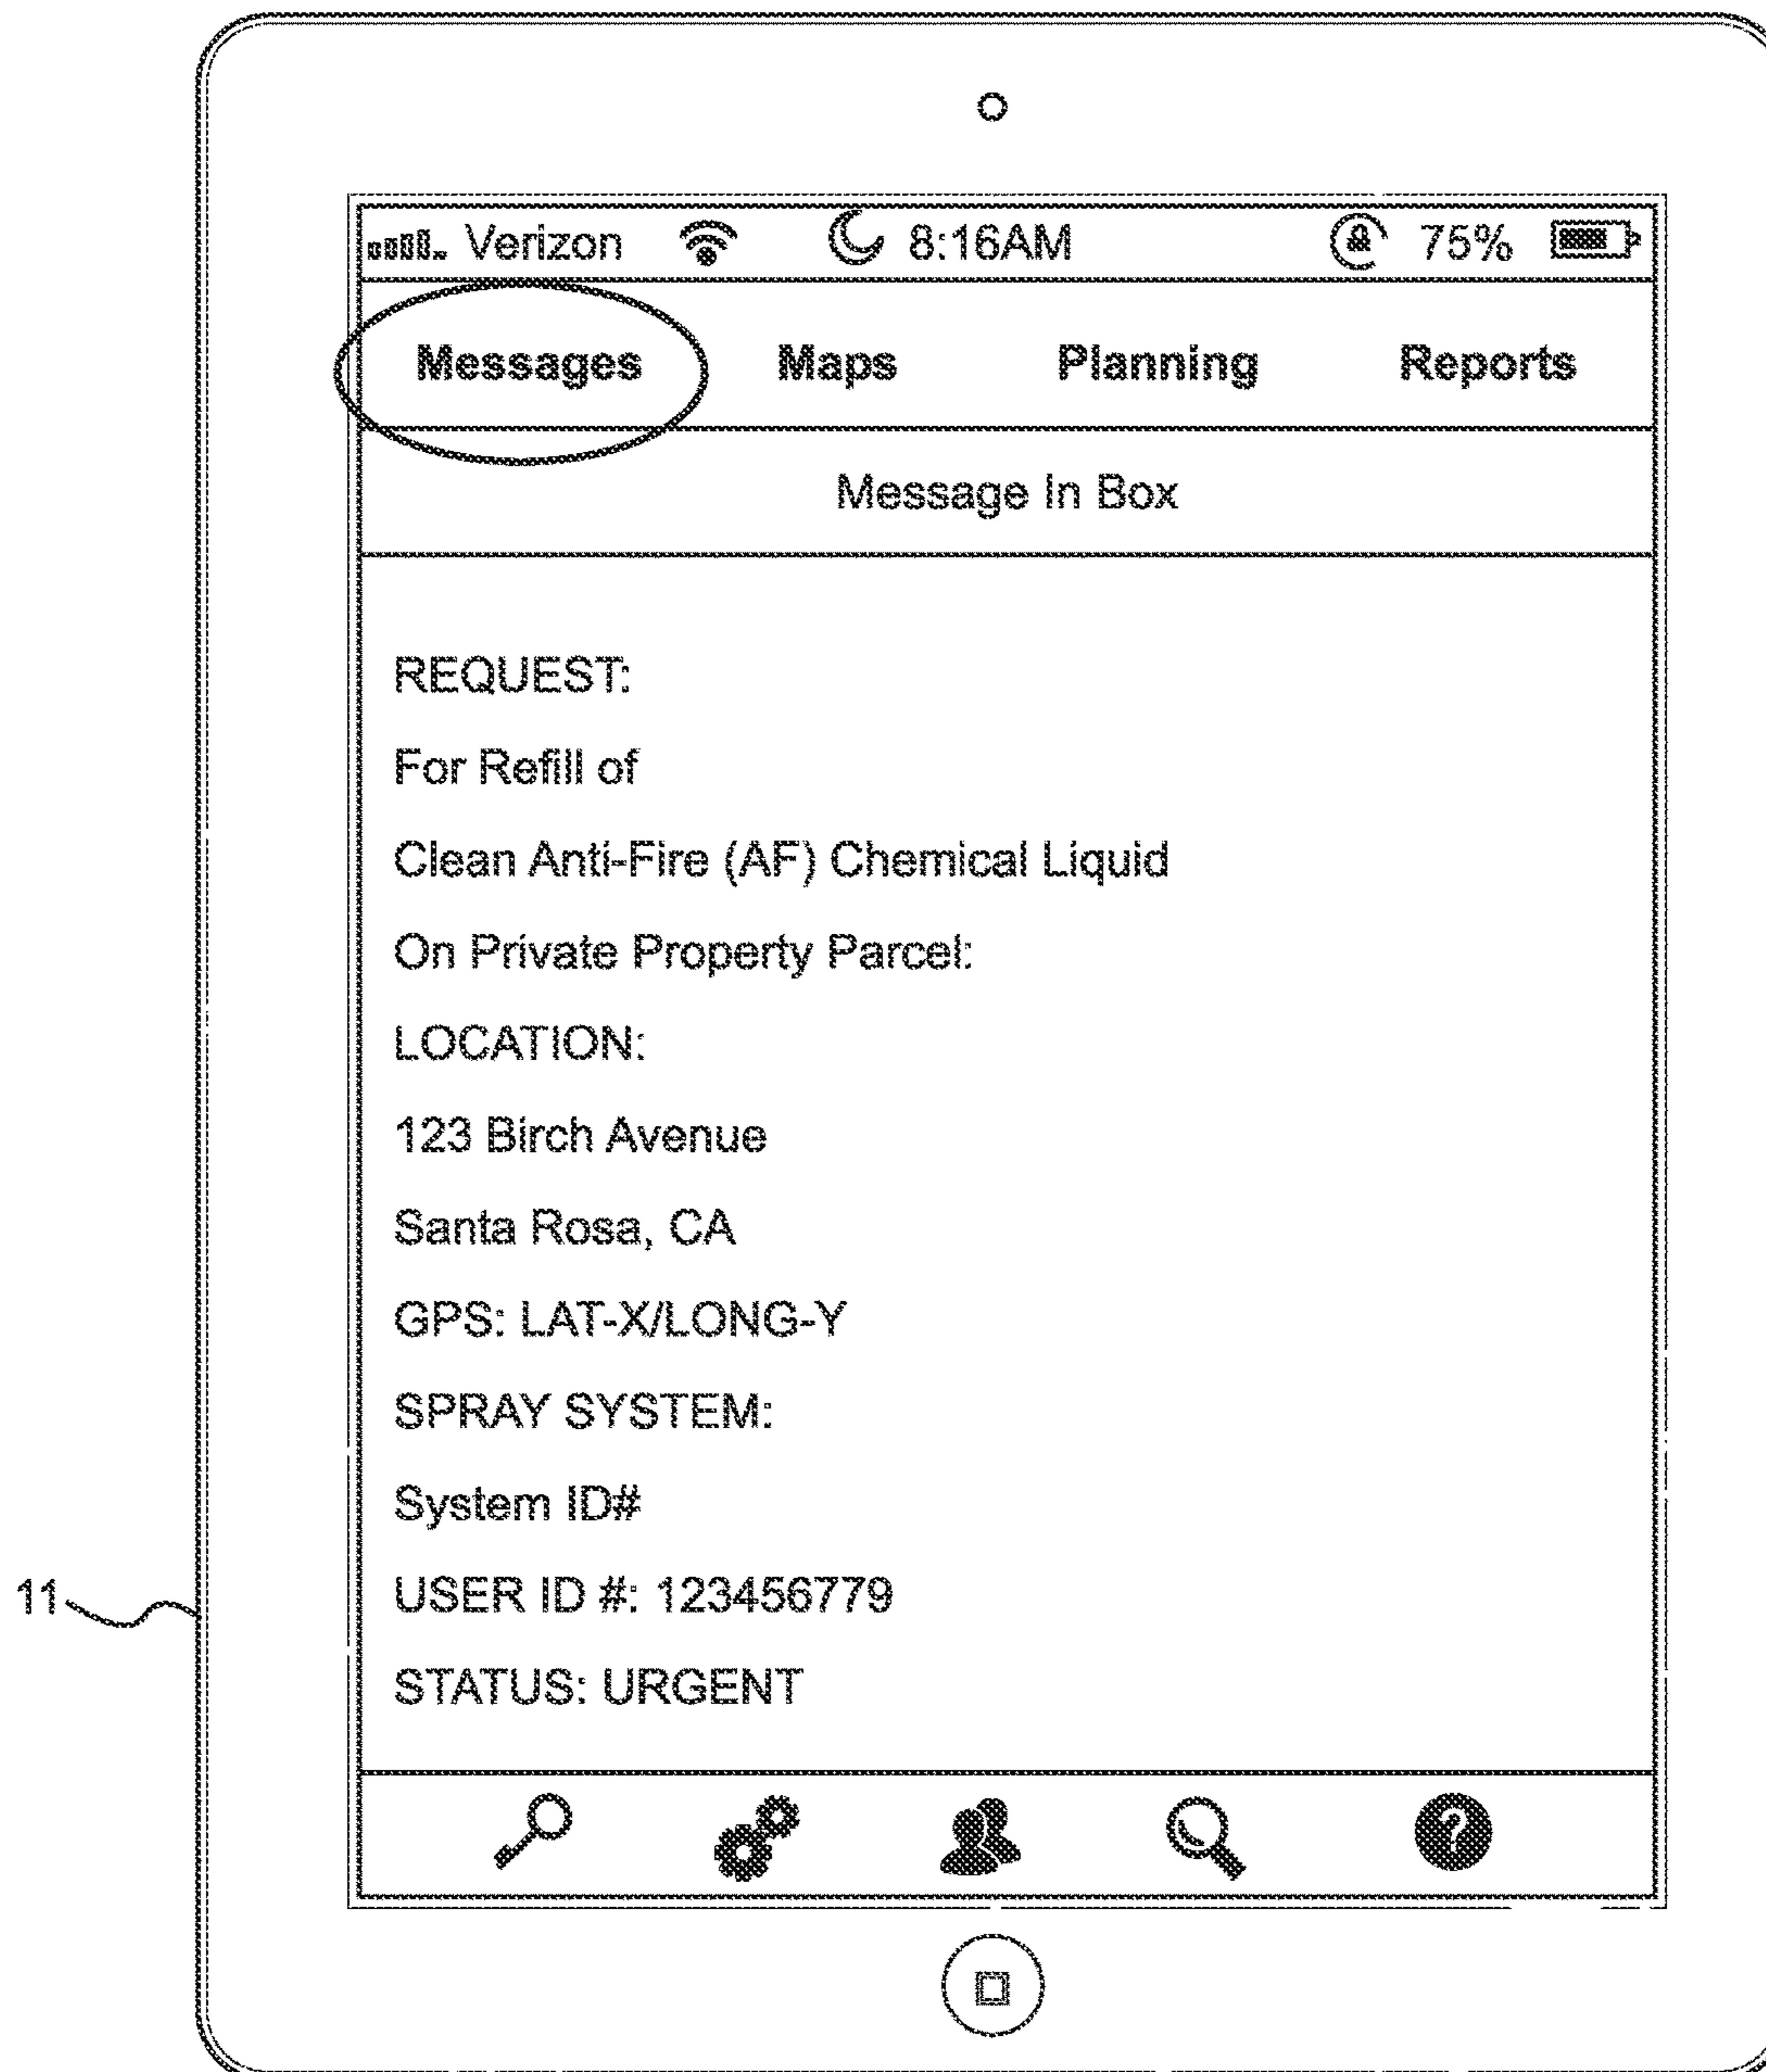 Verizon 8:16AM 75%
Messages Maps Planning Reports
Message In Box
REQUEST:
For Refill of
Clean Anti-Fire (AF) Chemical Liquid
On Private Property Parcel:
LOCATION:
123 Birch Avenue
Santa Rosa, CA
GPS: LAT-X/LONG-Y
SPRAY SYSTEM:
System ID#
11
USER ID #: 123456779
STATUS: URGENT
?